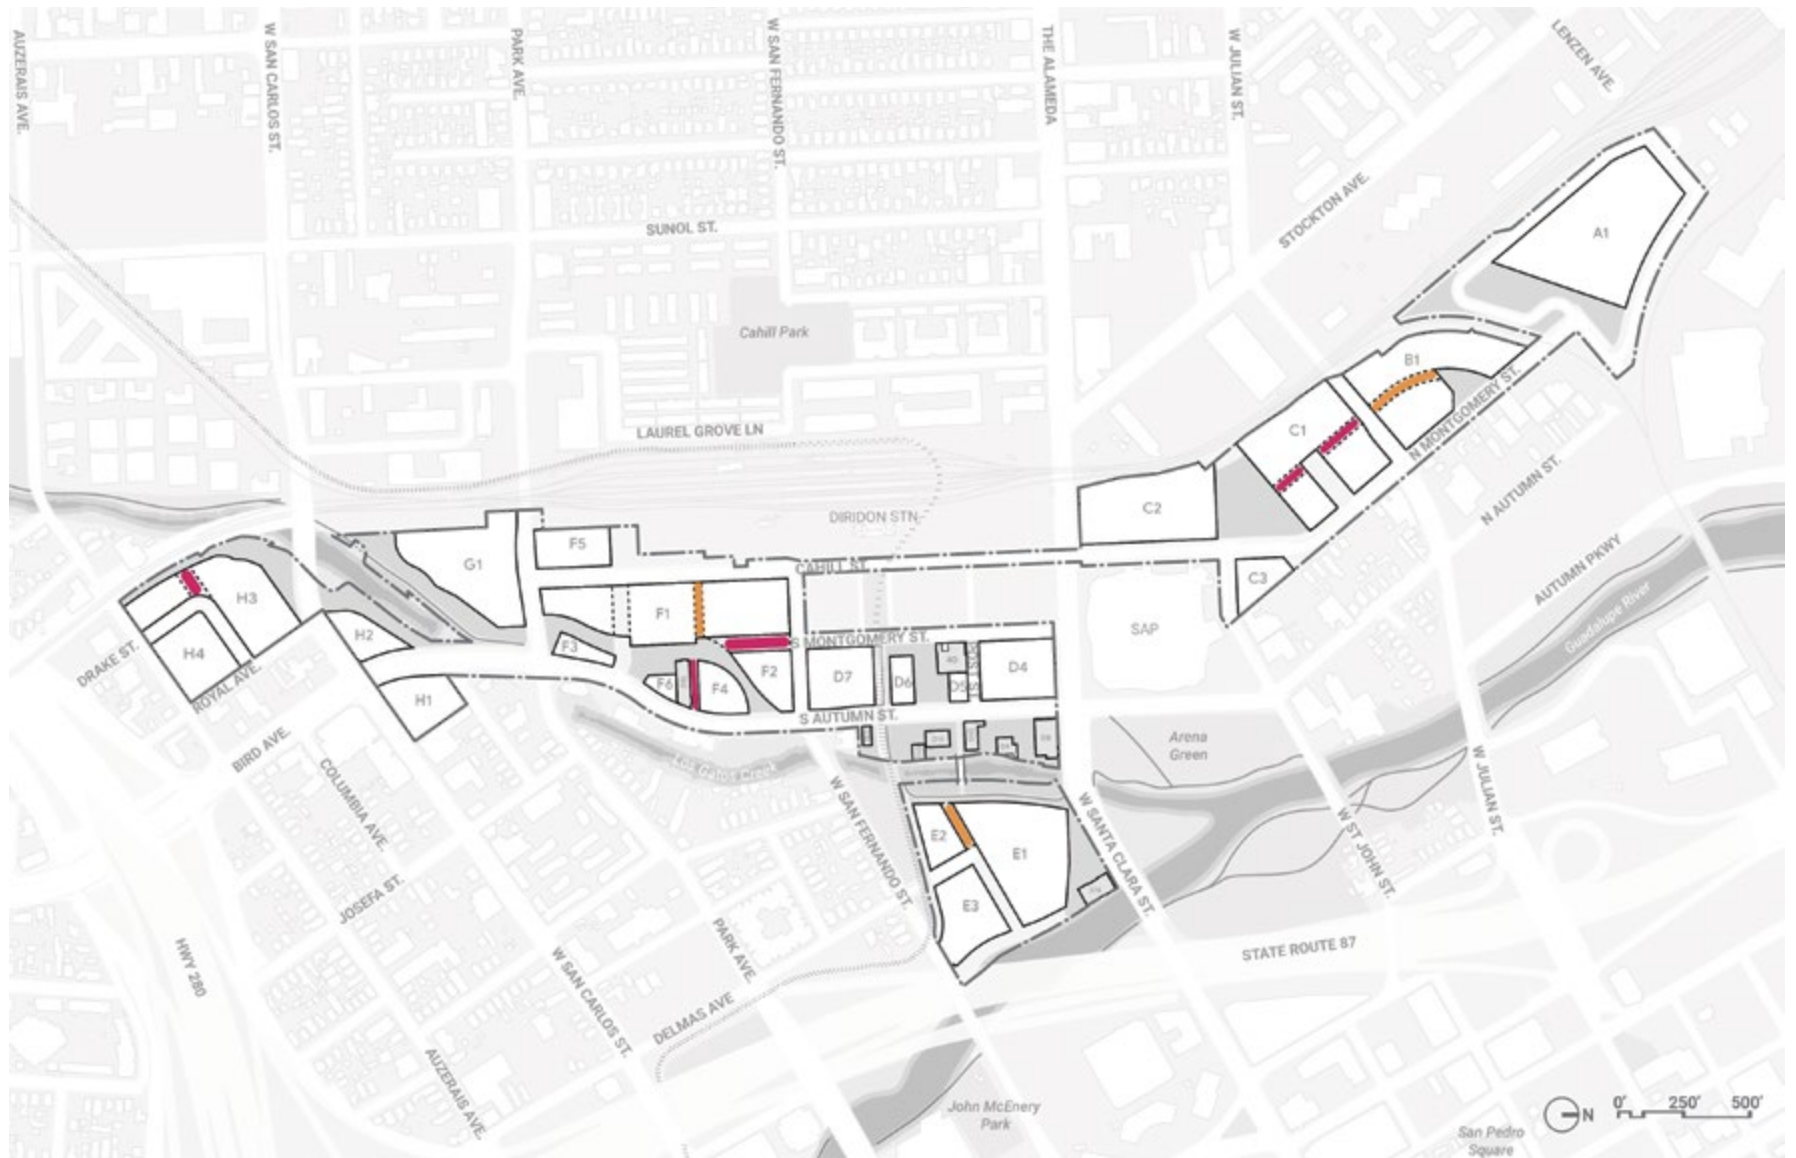 AUZERAIS AVE.
W SAN CARLOS ST.
PARK AVE.
W SAN FERNANDO ST.
THE ALAMEDA
W JULIAN ST.
LENZEN AVE.
STOCKTON AVE.
SUNOL ST.
A1
Cahill Park
B1
LAUREL GROVE LN
C1
N MONTGOMERY ST.
N AUTUMN ST.
C2
DIRIDON STN
F5
G1
CAHILL ST.
C3
AUTUMN PKWY
Guadalupe River
H3
F1
SAP
S MONTGOMERY ST.
H2
F3
H4
DRAKE ST.
ROYAL AVE.
F6
F4
F2
D7
D6
D5
POST ST.
D4
H1
S AUTUMN ST.
BIRD AVE.
Arena
Green
Los Gatos Creek
COLUMBIA AVE.
W SAN FERNANDO ST.
E2
E1
E3
W SANTA CLARA ST.
W ST JOHN ST.
W JULIAN ST.
JOSEFA ST.
HWY 280
PARK AVE.
W SAN CARLOS ST.
DELMAS AVE
STATE ROUTE 87
AUZERAIS AVE.
John McEnery
Park
N
0' 250' 500'
San Pedro
Square